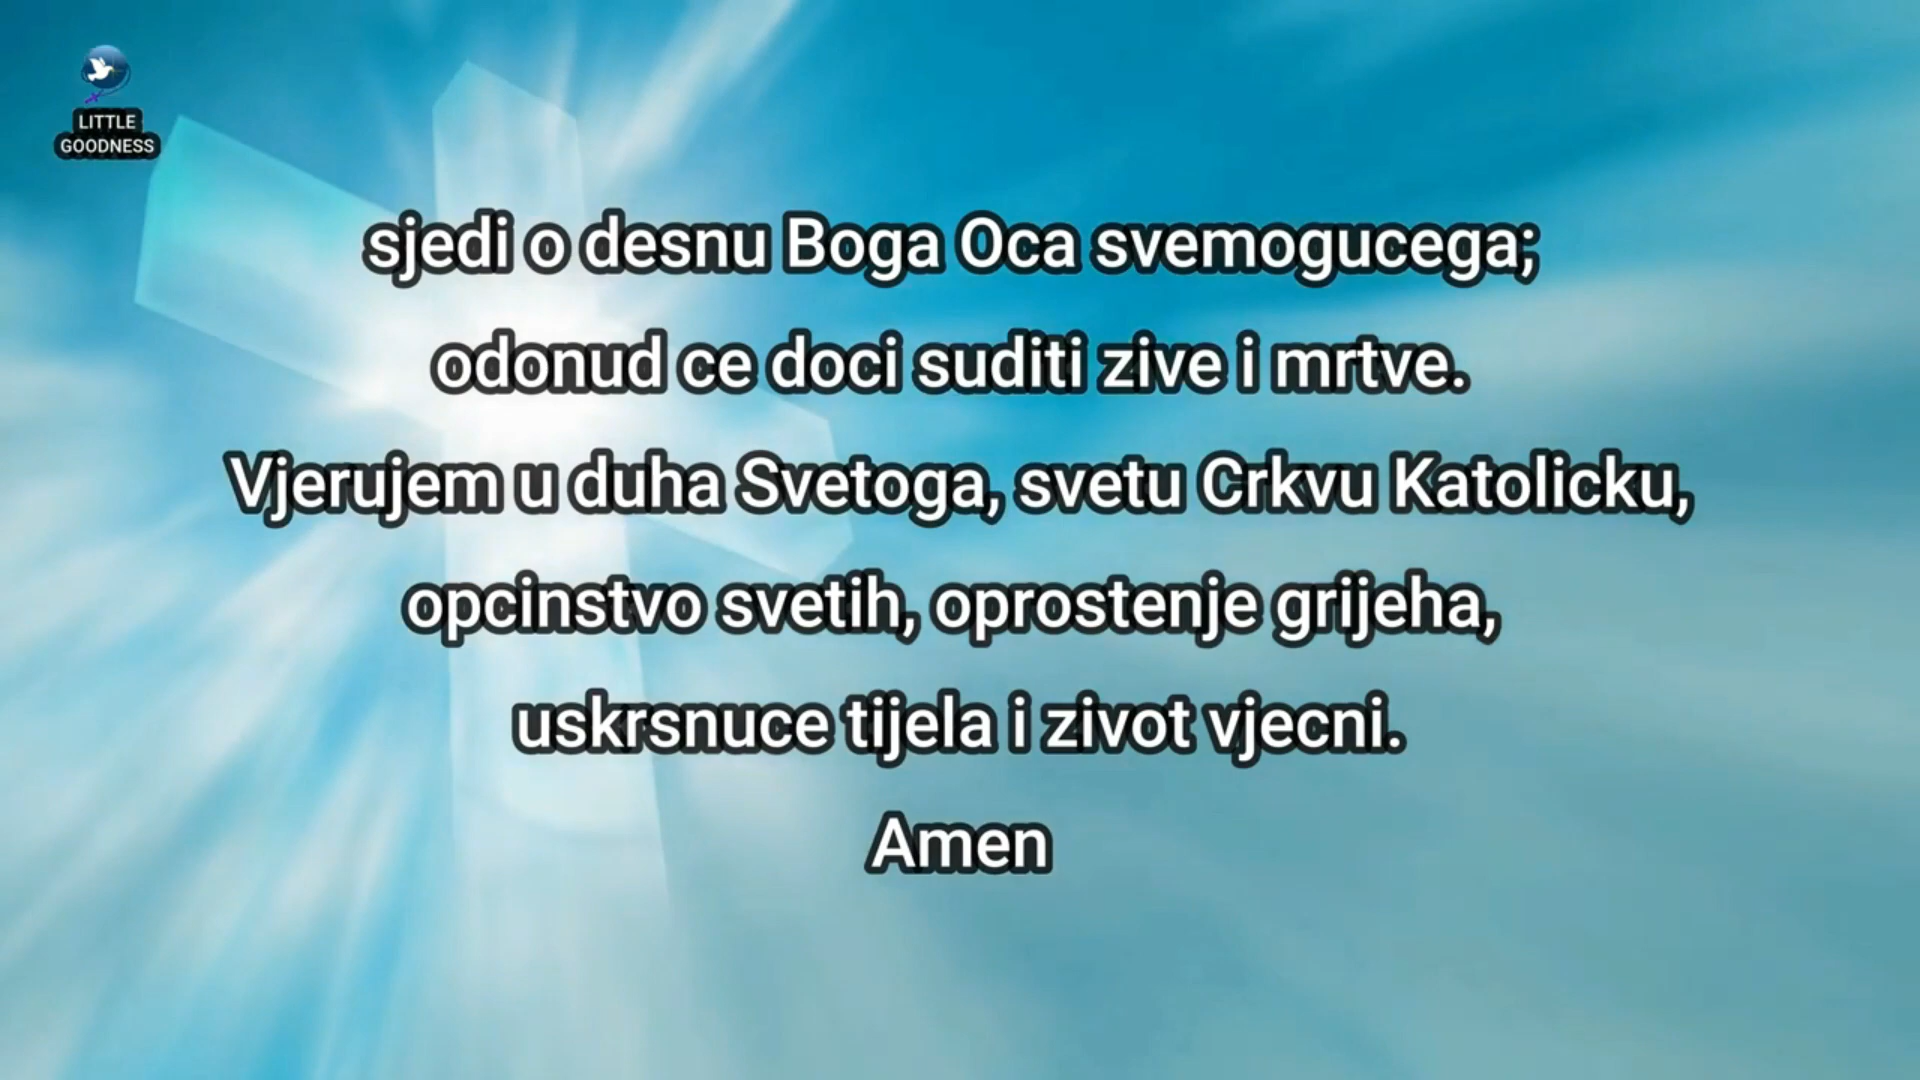 LITTLE
GOODNESS
sjedi o desnu Boga Oca svemogucega;
odonud ce doci suditi zive i mrtve.
Vjerujem u duha Svetoga, svetu Crkvu Katolicku,
opcinstvo svetih, oprostenje grijeha,
uskrsnuce tijela i zivot vjecni.
Amen